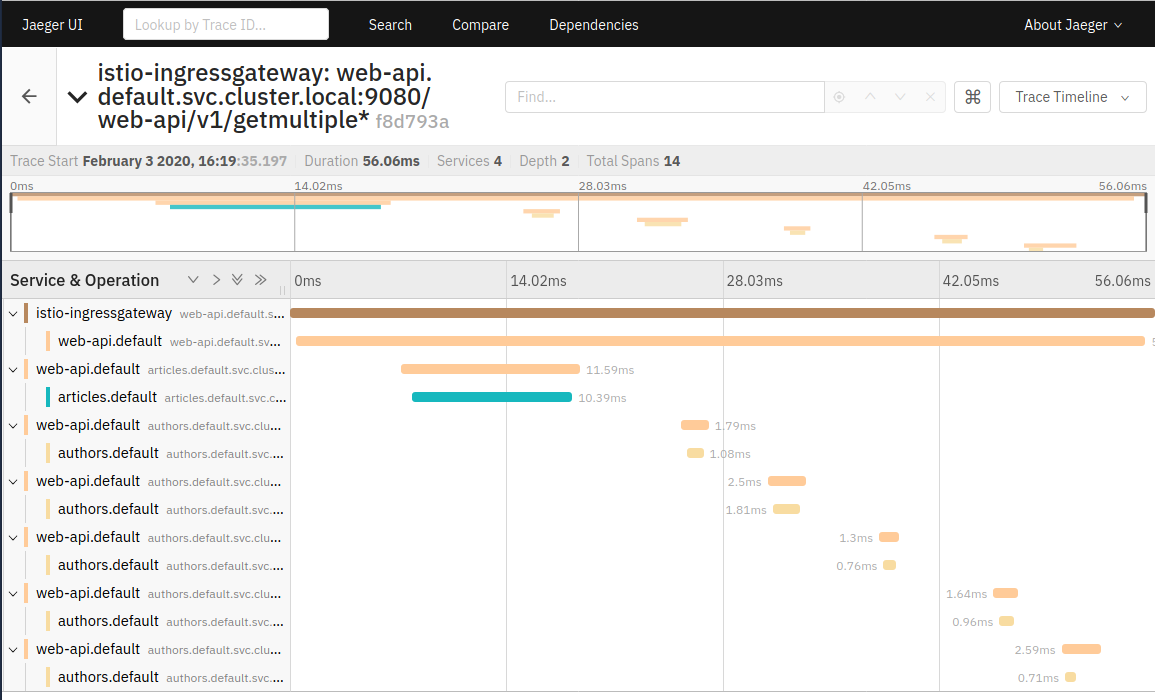 Jaeger UI Lookup by Trace ID... Search Compare Dependencies About Jaeger
istio-ingressgateway: web-api.
default.svc.cluster.local:9080/
web-api/v1/getmultiple* f8d793a
Find... ⌘ Trace Timeline
Trace Start February 3 2020, 16:19:35.197 Duration 56.06ms Services 4 Depth 2 Total Spans 14
0ms 14.02ms 28.03ms 42.05ms 56.06ms
Service & Operation 0ms 14.02ms 28.03ms 42.05ms 56.06ms
istio-ingressgateway web-api.default.s...
web-api.default web-api.default.sv... 5
web-api.default articles.default.svc.clus... 11.59ms
articles.default articles.default.svc.c... 10.39ms
web-api.default authors.default.svc.clu... 1.79ms
authors.default authors.default.svc.... 1.08ms
web-api.default authors.default.svc.clu... 2.5ms
authors.default authors.default.svc.... 1.81ms
web-api.default authors.default.svc.clu... 1.3ms
authors.default authors.default.svc.... 0.76ms
web-api.default authors.default.svc.clu... 1.64ms
authors.default authors.default.svc.... 0.96ms
web-api.default authors.default.svc.clu... 2.59ms
authors.default authors.default.svc.... 0.71ms